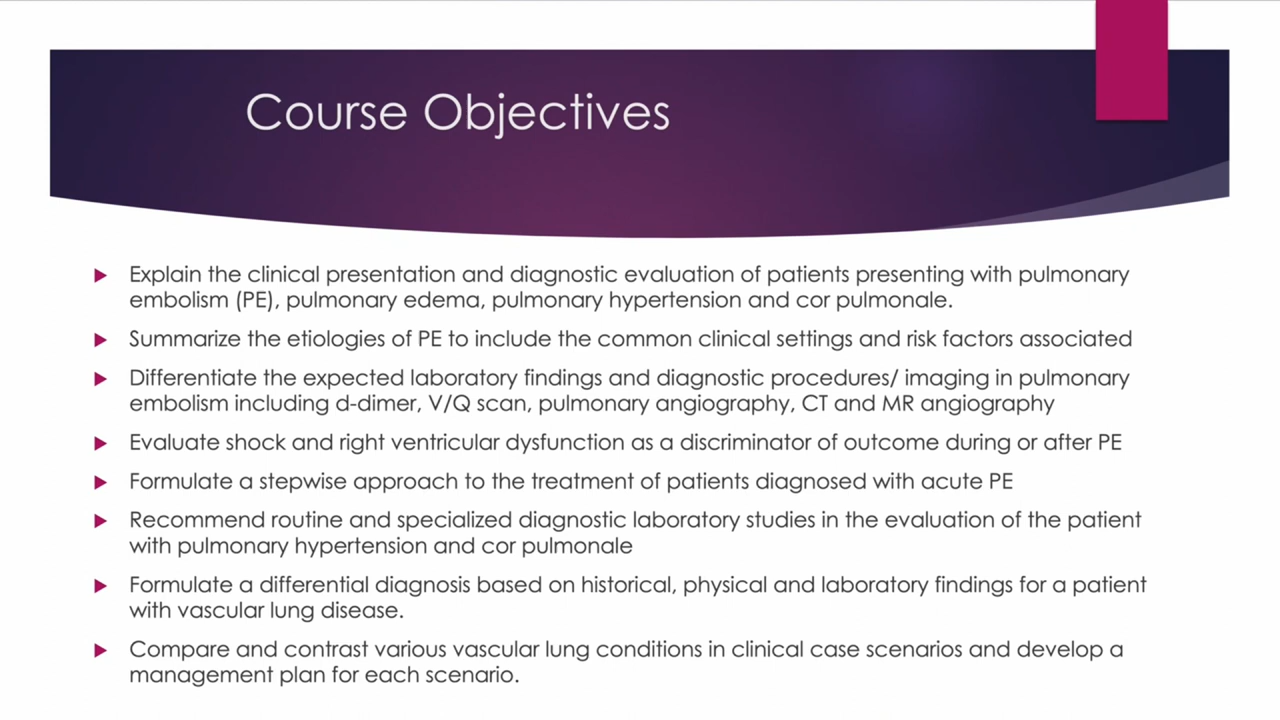 Course Objectives
Explain the clinical presentation and diagnostic evaluation of patients presenting with pulmonary
embolism (PE), pulmonary edema, pulmonary hypertension and cor pulmonale.
Summarize the etiologies of PE to include the common clinical settings and risk factors associated
Differentiate the expected laboratory findings and diagnostic procedures/ imaging in pulmonary
embolism including d-dimer, V/Q scan, pulmonary angiography, CT and MR angiography
Evaluate shock and right ventricular dysfunction as a discriminator of outcome during or after PE
Formulate a stepwise approach to the treatment of patients diagnosed with acute PE
Recommend routine and specialized diagnostic laboratory studies in the evaluation of the patient
with pulmonary hypertension and cor pulmonale
Formulate a differential diagnosis based on historical, physical and laboratory findings for a patient
with vascular lung disease.
Compare and contrast various vascular lung conditions in clinical case scenarios and develop a
management plan for each scenario.